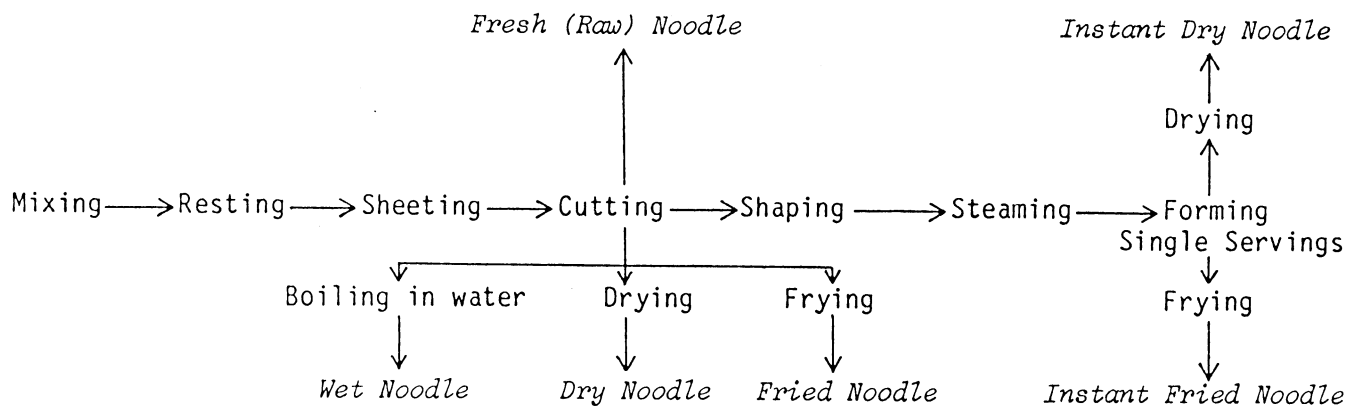 Fresh (Raw) Noodle
Instant Dry Noodle
Drying
Mixing Resting Sheeting Cutting Shaping Steaming Forming
Single Servings
Boiling in water Drying Frying Frying
Wet Noodle Dry Noodle Fried Noodle Instant Fried Noodle